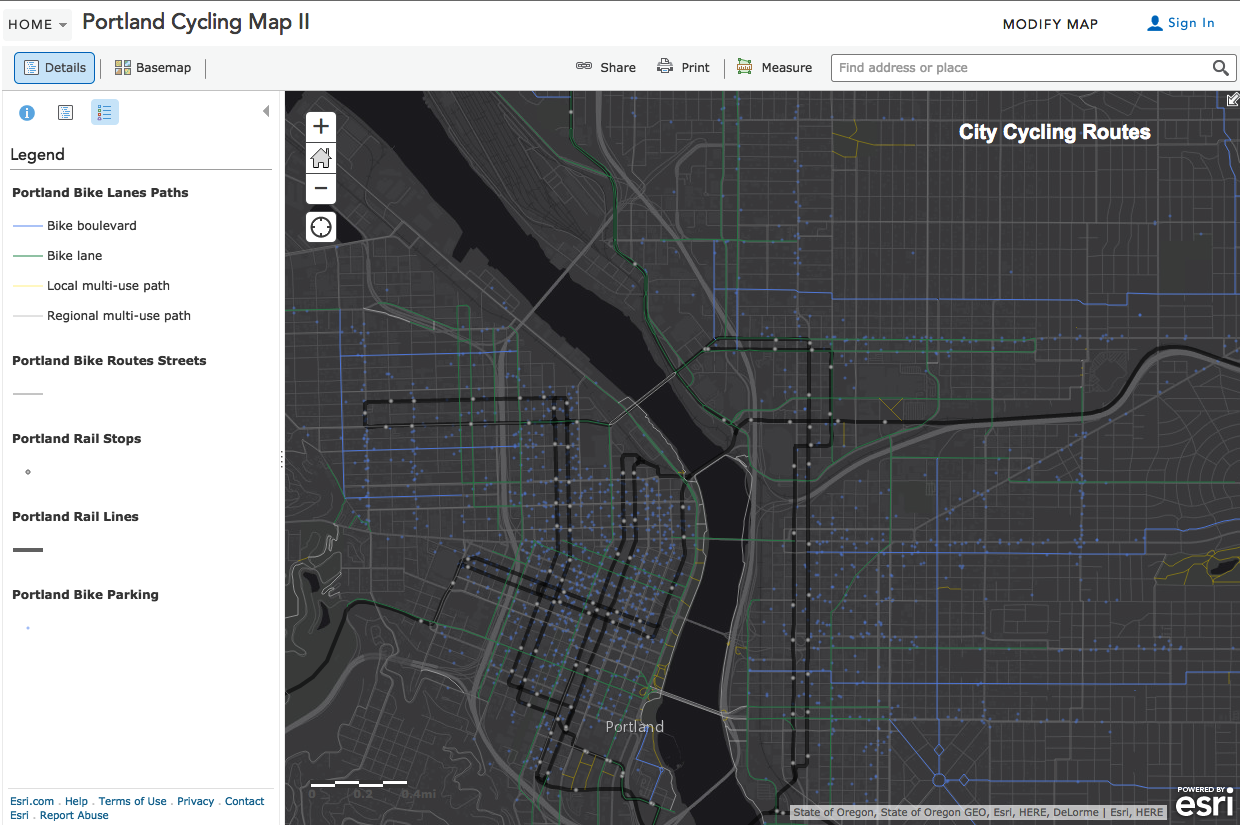 HOME
Portland Cycling Map II
MODIFY MAP
Sign In
Details
Basemap
Share
Print
Measure
Find address or place
Legend
Portland Bike Lanes Paths
Bike boulevard
Bike lane
Local multi-use path
Regional multi-use path
Portland Bike Routes Streets
Portland Rail Stops
Portland Rail Lines
Portland Bike Parking
Esri.com . Help . Terms of Use . Privacy . Contact
Esri . Report Abuse
City Cycling Routes
Portland
0 0.2 0.4mi
State of Oregon, State of Oregon GEO, Esri, HERE, DeLorme | Esri, HERE
POWERED BY
esri